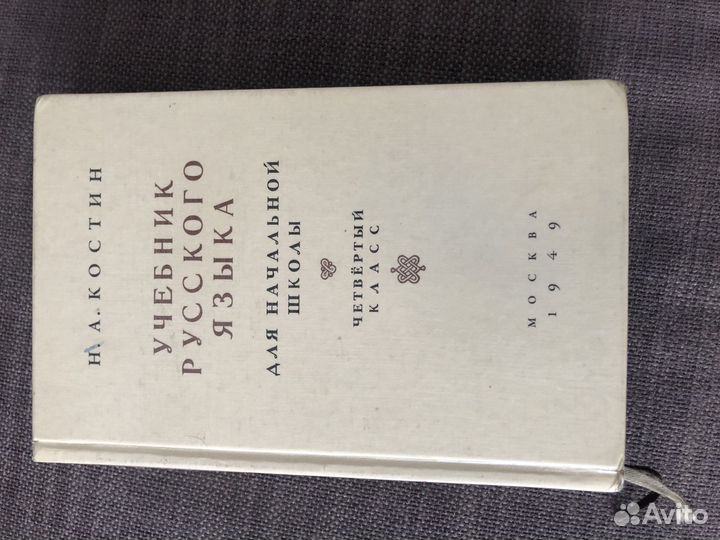 Н. А. КОСТИН
УЧЕБНИК
РУССКОГО
ЯЗЫКА
ДЛЯ НАЧАЛЬНОЙ
ШКОЛЫ
ЧЕТВЁРТЫЙ
КЛАСС
МОСКВА
1949
Avito